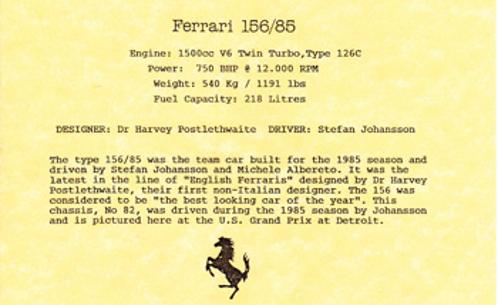 Ferrari 156/85
Engine: 1500cc V6 Twin Turbo,Type 126C
Power: 750 BHP @ 12.000 RPM
Weight: 540 Kg / 1191 lbs
Fuel Capacity: 218 Litres
DESIGNER: Dr Harvey Postlethwaite DRIVER: Stefan Johansson
The type 156/85 was the team car built for the 1985 season and
driven by Stefan Johansson and Michele Albereto. It was the
latest in the line of "English Ferraris" designed by Dr Harvey
Postlethwaite, their first non-Italian designer. The 156 was
considered to be "the best looking car of the year". This
chassis, No 82, was driven during the 1985 season by Johansson
and is pictured here at the U.S. Grand Prix at Detroit.